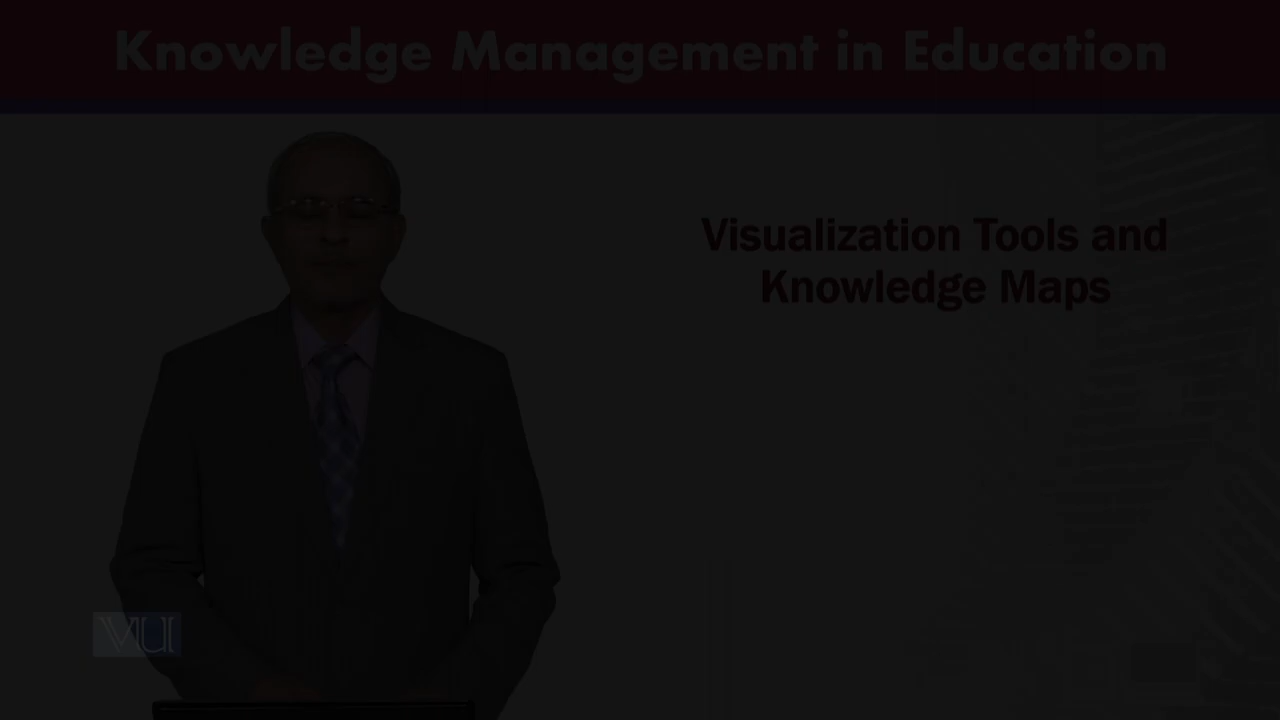 Knowledge Management in Education
Visualization Tools and
Knowledge Maps
VU